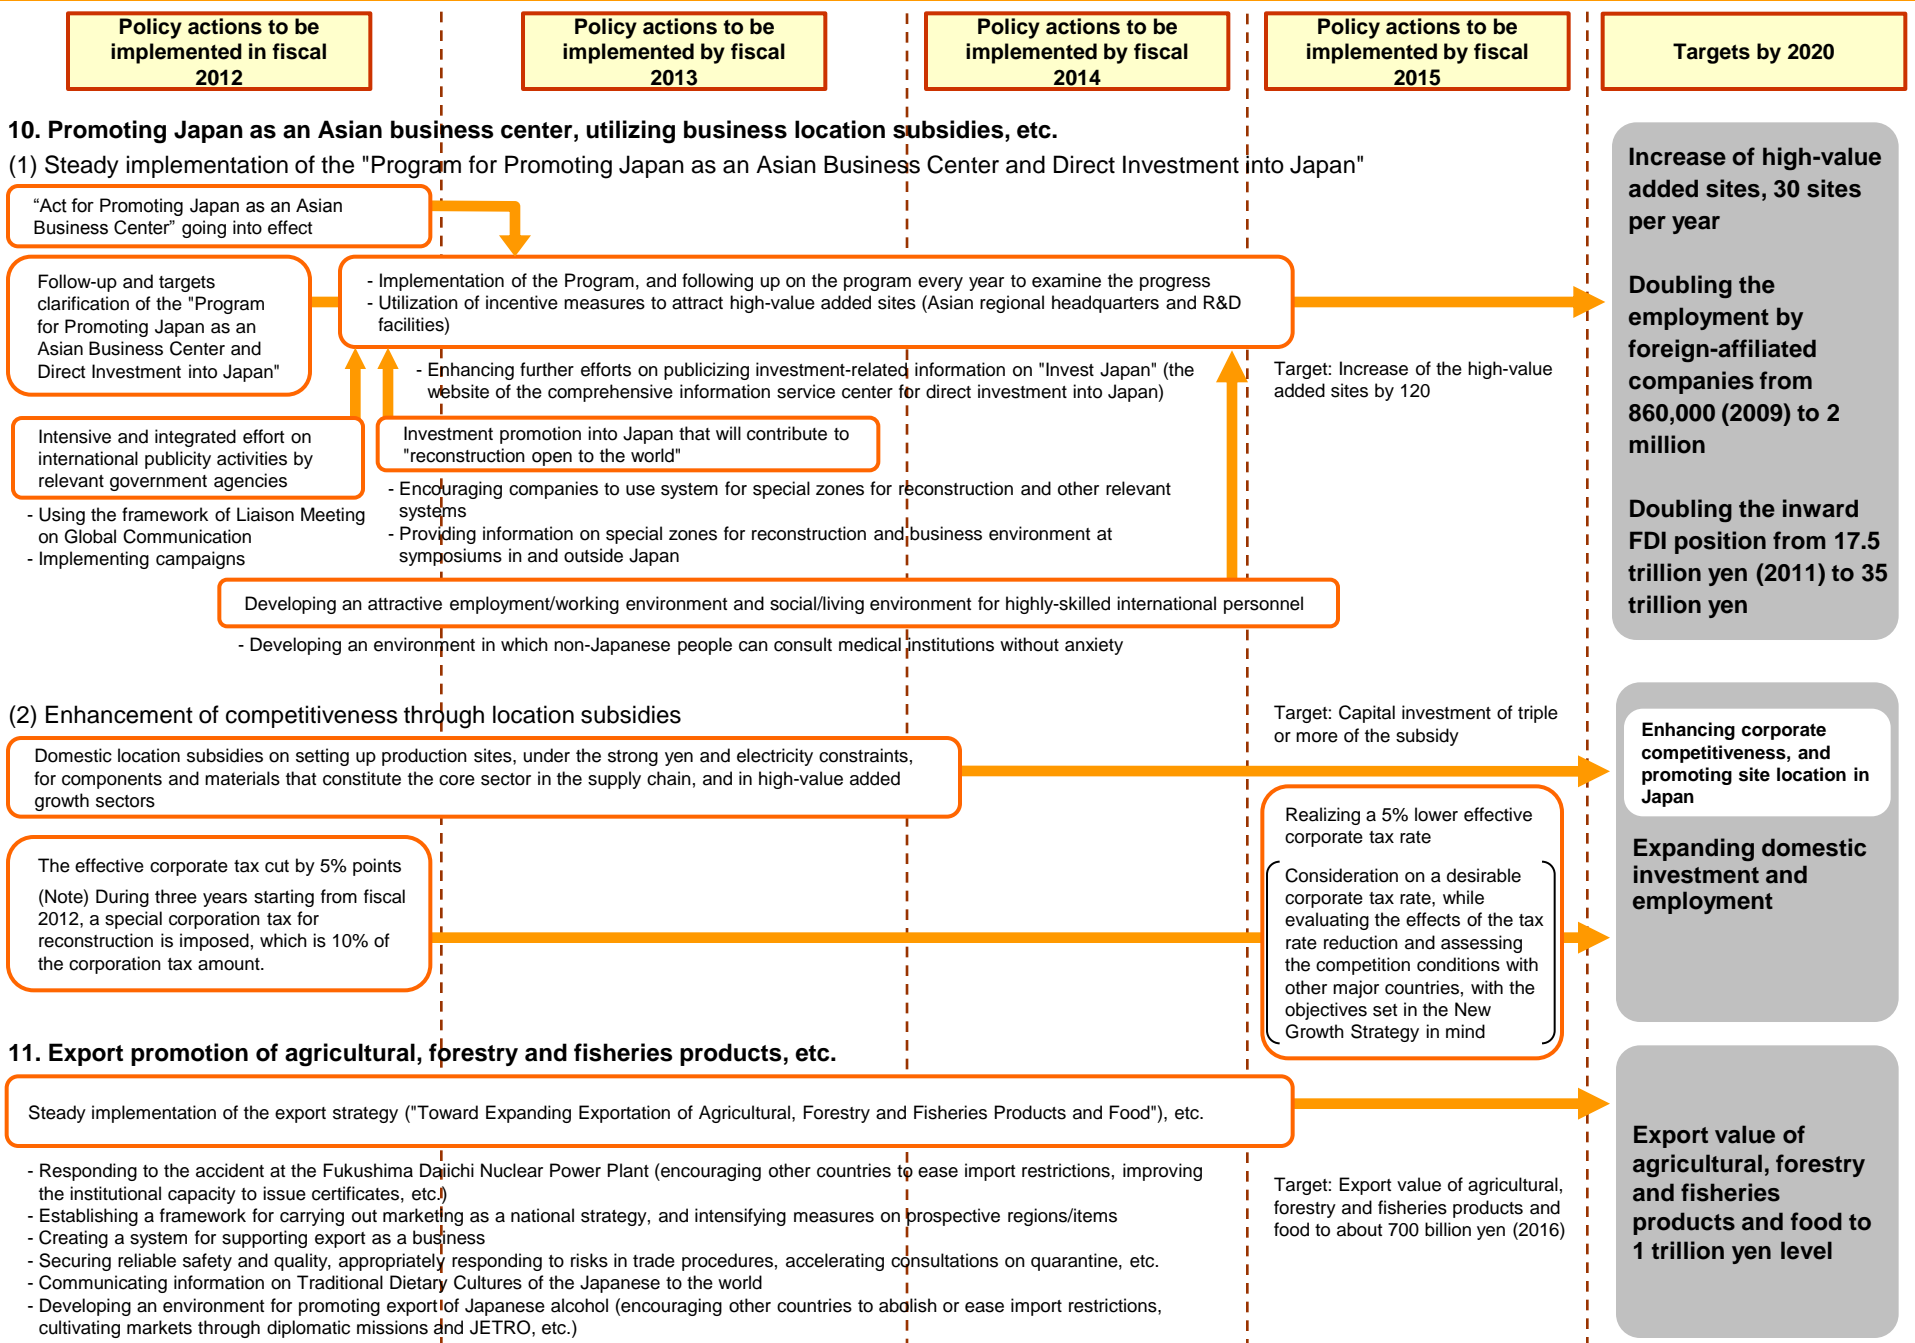 Policy actions to be
implemented in fiscal
2012
Policy actions to be
implemented by fiscal
2013
Policy actions to be
implemented by fiscal
2014
Policy actions to be
implemented by fiscal
2015
Targets by 2020
10. Promoting Japan as an Asian business center, utilizing business location subsidies, etc.
(1) Steady implementation of the "Program for Promoting Japan as an Asian Business Center and Direct Investment into Japan"
“Act for Promoting Japan as an Asian
Business Center” going into effect
Follow-up and targets
clarification of the "Program
for Promoting Japan as an
Asian Business Center and
Direct Investment into Japan"
- Implementation of the Program, and following up on the program every year to examine the progress
- Utilization of incentive measures to attract high-value added sites (Asian regional headquarters and R&D
facilities)
- Enhancing further efforts on publicizing investment-related information on "Invest Japan" (the
website of the comprehensive information service center for direct investment into Japan)
Target: Increase of the high-value
added sites by 120
Intensive and integrated effort on
international publicity activities by
relevant government agencies
- Using the framework of Liaison Meeting
on Global Communication
- Implementing campaigns
Investment promotion into Japan that will contribute to
"reconstruction open to the world"
- Encouraging companies to use system for special zones for reconstruction and other relevant
systems
- Providing information on special zones for reconstruction and business environment at
symposiums in and outside Japan
Developing an attractive employment/working environment and social/living environment for highly-skilled international personnel
- Developing an environment in which non-Japanese people can consult medical institutions without anxiety
Increase of high-value
added sites, 30 sites
per year
Doubling the
employment by
foreign-affiliated
companies from
860,000 (2009) to 2
million
Doubling the inward
FDI position from 17.5
trillion yen (2011) to 35
trillion yen
(2) Enhancement of competitiveness through location subsidies
Domestic location subsidies on setting up production sites, under the strong yen and electricity constraints,
for components and materials that constitute the core sector in the supply chain, and in high-value added
growth sectors
Target: Capital investment of triple
or more of the subsidy
The effective corporate tax cut by 5% points
(Note) During three years starting from fiscal
2012, a special corporation tax for
reconstruction is imposed, which is 10% of
the corporation tax amount.
Realizing a 5% lower effective
corporate tax rate
Consideration on a desirable
corporate tax rate, while
evaluating the effects of the tax
rate reduction and assessing
the competition conditions with
other major countries, with the
objectives set in the New
Growth Strategy in mind
Enhancing corporate
competitiveness, and
promoting site location in
Japan
Expanding domestic
investment and
employment
11. Export promotion of agricultural, forestry and fisheries products, etc.
Steady implementation of the export strategy ("Toward Expanding Exportation of Agricultural, Forestry and Fisheries Products and Food"), etc.
- Responding to the accident at the Fukushima Daiichi Nuclear Power Plant (encouraging other countries to ease import restrictions, improving
the institutional capacity to issue certificates, etc.)
- Establishing a framework for carrying out marketing as a national strategy, and intensifying measures on prospective regions/items
- Creating a system for supporting export as a business
- Securing reliable safety and quality, appropriately responding to risks in trade procedures, accelerating consultations on quarantine, etc.
- Communicating information on Traditional Dietary Cultures of the Japanese to the world
- Developing an environment for promoting export of Japanese alcohol (encouraging other countries to abolish or ease import restrictions,
cultivating markets through diplomatic missions and JETRO, etc.)
Target: Export value of agricultural,
forestry and fisheries products and
food to about 700 billion yen (2016)
Export value of
agricultural, forestry
and fisheries
products and food to
1 trillion yen level